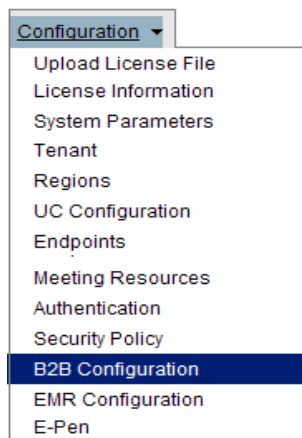 Configuration
Upload License File
License Information
System Parameters
Tenant
Regions
UC Configuration
Endpoints
Meeting Resources
Authentication
Security Policy
B2B Configuration
EMR Configuration
E-Pen